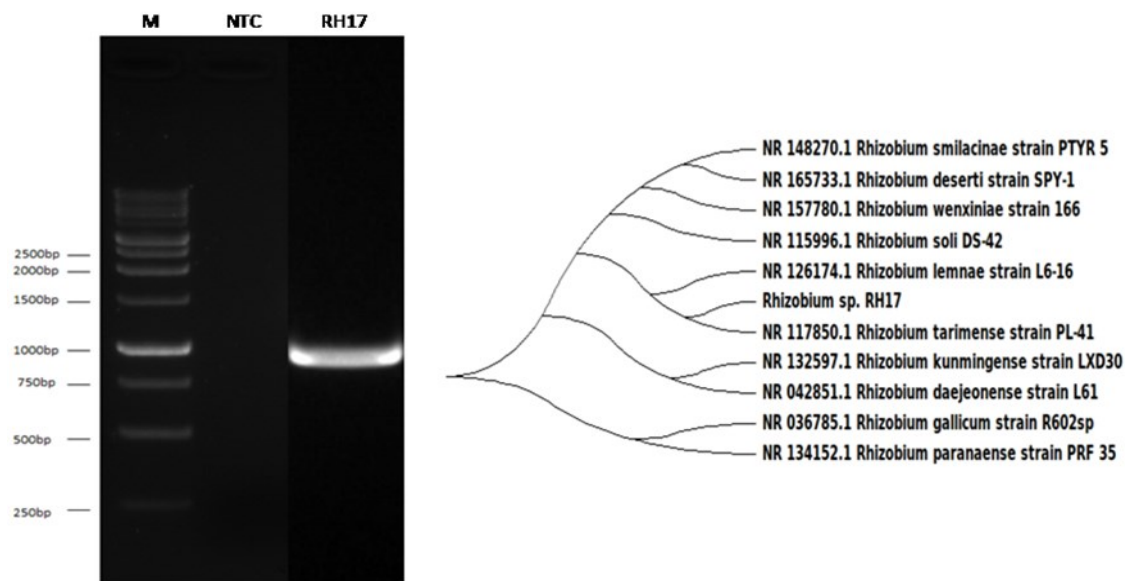 M NTC RH17
2500bp
2000bp
1500bp
1000bp
750bp
500bp
250bp
NR 148270.1 Rhizobium smilacinae strain PTYR 5
NR 165733.1 Rhizobium deserti strain SPY-1
NR 157780.1 Rhizobium wenxiniae strain 166
NR 115996.1 Rhizobium soli DS-42
NR 126174.1 Rhizobium lemnae strain L6-16
Rhizobium sp. RH17
NR 117850.1 Rhizobium tarimense strain PL-41
NR 132597.1 Rhizobium kunmingense strain LXD30
NR 042851.1 Rhizobium daejeonense strain L61
NR 036785.1 Rhizobium gallicum strain R602sp
NR 134152.1 Rhizobium paranaense strain PRF 35